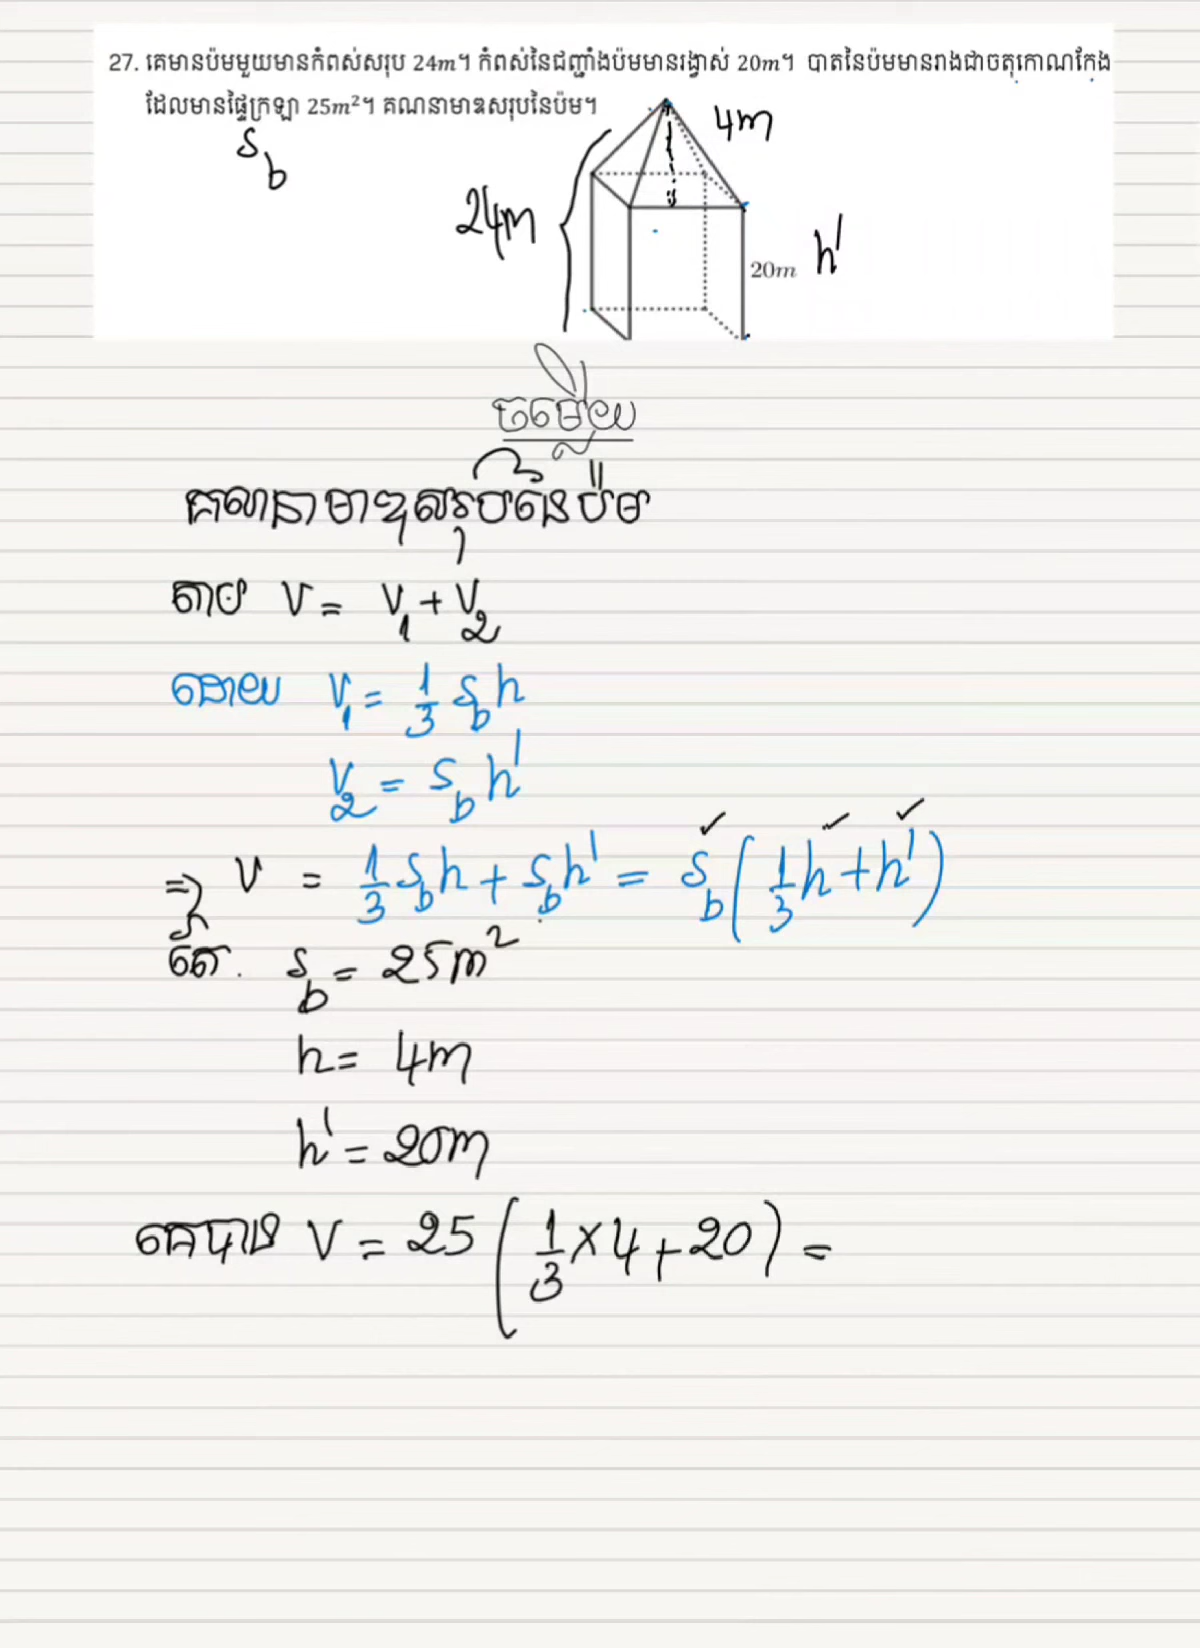 27. គេមានប៉មមួយមានកំពស់សរុប 24m។ កំពស់នៃជញ្ជាំងប៉មមានរង្វាស់ 20m។ បាតនៃប៉មមានរាងជាចតុកោណកែង
ដែលមានផ្ទៃក្រឡា 25m²។ គណនាមាឌសរុបនៃប៉ម។
S_b
4m
24m
20m h'
ចម្លើយ
គណនាមាឌសរុបនៃប៉ម
តាម V = V₁ + V₂
ដោយ V₁ = 1/3 S_b h
V₂ = S_b h'
⇒ V = 1/3 S_b h + S_b h' = S_b (1/3 h + h')
តែ. S_b = 25m²
h = 4m
h' = 20m
គេបាន V = 25 (1/3 × 4 + 20) =